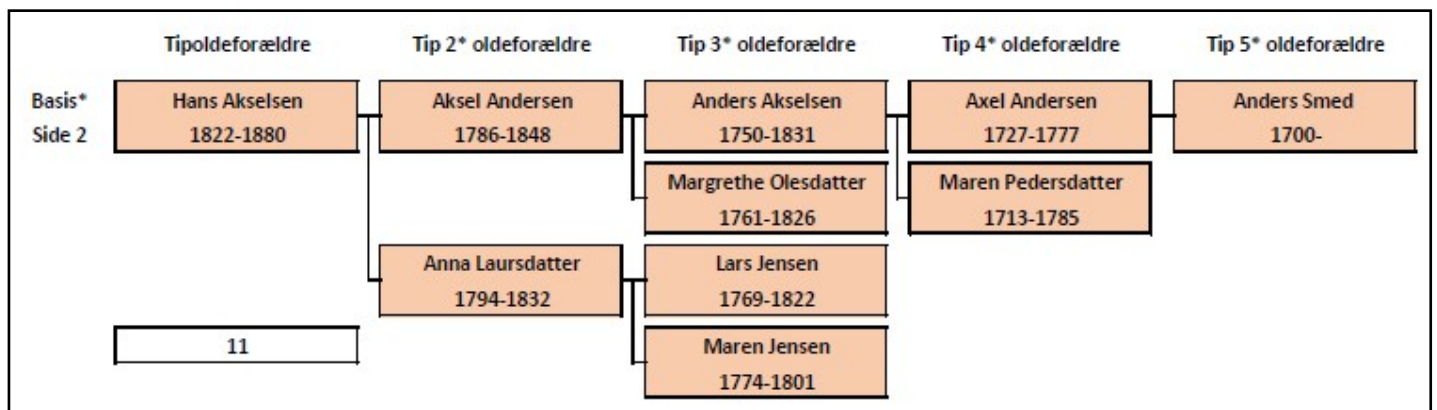 Tipoldeforældre Tip 2* oldeforældre Tip 3* oldeforældre Tip 4* oldeforældre Tip 5* oldeforældre
Basis* Hans Akselsen Aksel Andersen Anders Akselsen Axel Andersen Anders Smed
Side 2 1822-1880 1786-1848 1750-1831 1727-1777 1700-
Margrethe Olesdatter Maren Pedersdatter
1761-1826 1713-1785
Anna Laursdatter Lars Jensen
1794-1832 1769-1822
11 Maren Jensen
1774-1801